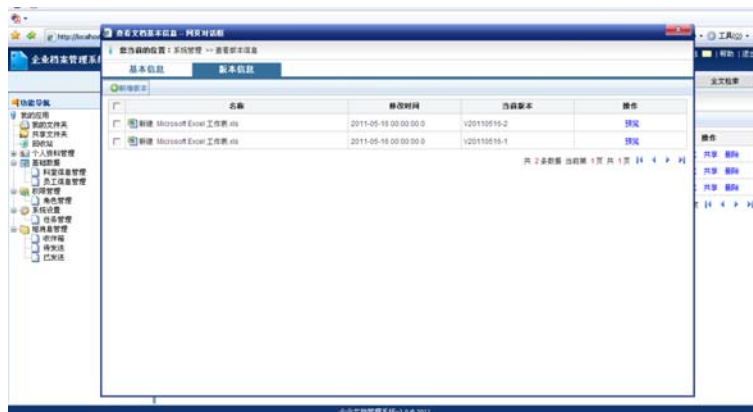 查看文档基本信息 -- 网页对话框
http://localhos
工具(O)
企业档案管理系
帮助
您当前的位置：系统管理 >> 查看版本信息
基本信息
版本信息
全文检索
新增版本
功能导航
名称
修改时间
当前版本
操作
新建 Microsoft Excel 工作表.xls
2011-05-16 00:00:00.0
V20110516-2
预览
新建 Microsoft Excel 工作表.xls
2011-05-16 00:00:00.0
V20110516-1
预览
共 2条数据 当前第 1页 共 1页
我的应用
我的文件夹
共享文件夹
回收站
个人资料管理
基础数据
科室信息管理
员工信息管理
权限管理
角色管理
系统设置
任务管理
短消息管理
收件箱
待发送
已发送
操作
共享 删除
共享 删除
共享 删除